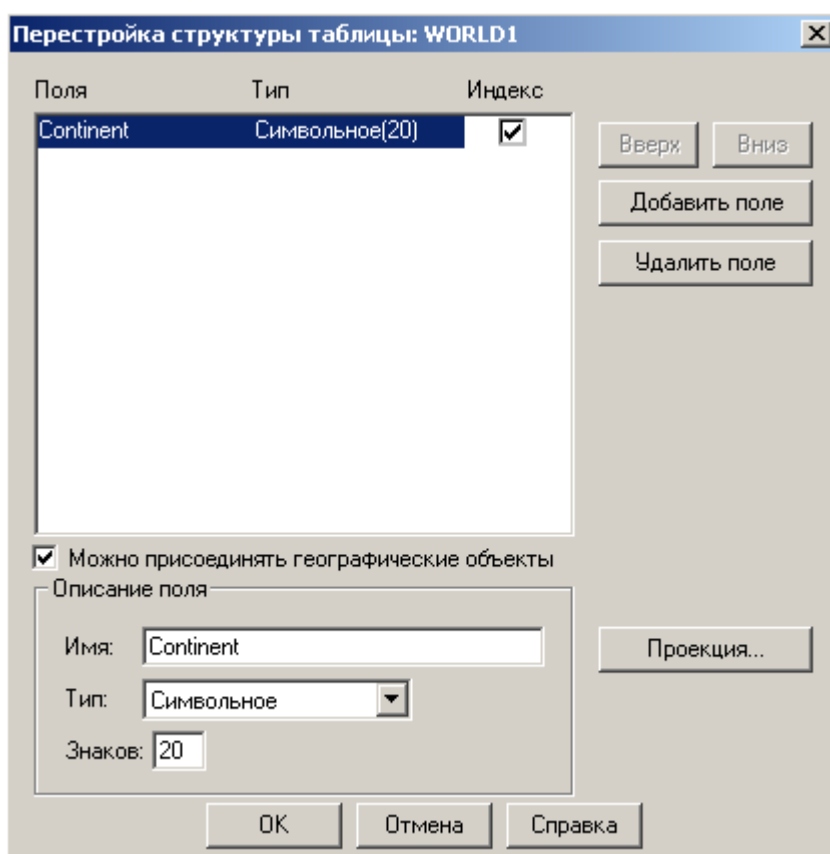 Перестройка структуры таблицы: WORLD1
Поля Тип Индекс
Continent Символьное(20)
Вверх Вниз
Добавить поле
Удалить поле
Можно присоединять географические объекты
Описание поля
Имя: Continent
Проекция...
Тип: Символьное
Знаков: 20
OK Отмена Справка